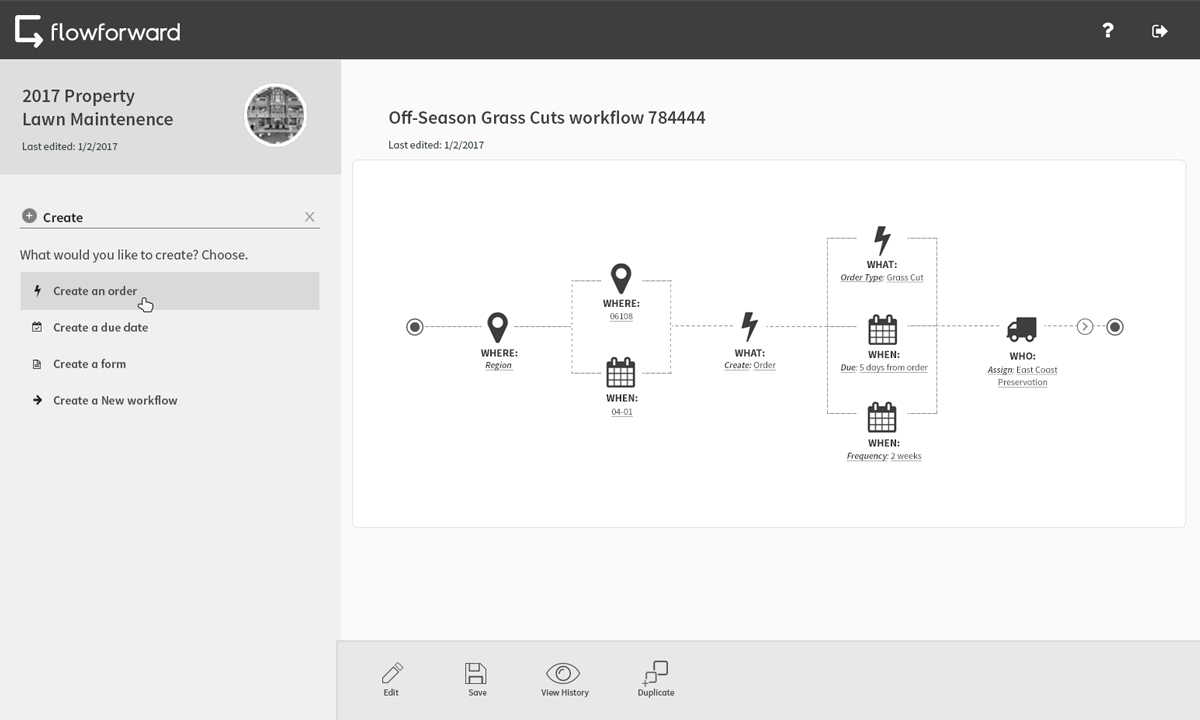 flowforward
?
2017 Property
Lawn Maintenence
Last edited: 1/2/2017
Create
X
What would you like to create? Choose.
Create an order
Create a due date
Create a form
Create a New workflow
Off-Season Grass Cuts workflow 784444
Last edited: 1/2/2017
WHERE:
Region
WHERE:
06108
WHEN:
04-01
WHAT:
Create: Order
WHAT:
Order Type: Grass Cut
WHEN:
Due: 5 days from order
WHEN:
Frequency: 2 weeks
WHO:
Assign: East Coast
Preservation
Edit
Save
View History
Duplicate